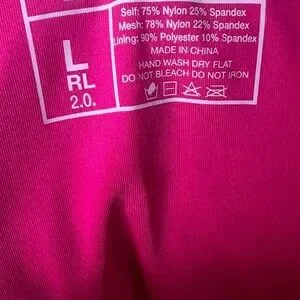 Self: 75% Nylon 25% Spandex
Mesh: 78% Nylon 22% Spandex
Lining: 90% Polyester 10% Spandex
MADE IN CHINA
HAND WASH DRY FLAT
DO NOT BLEACH DO NOT IRON
L
RL
2.0.